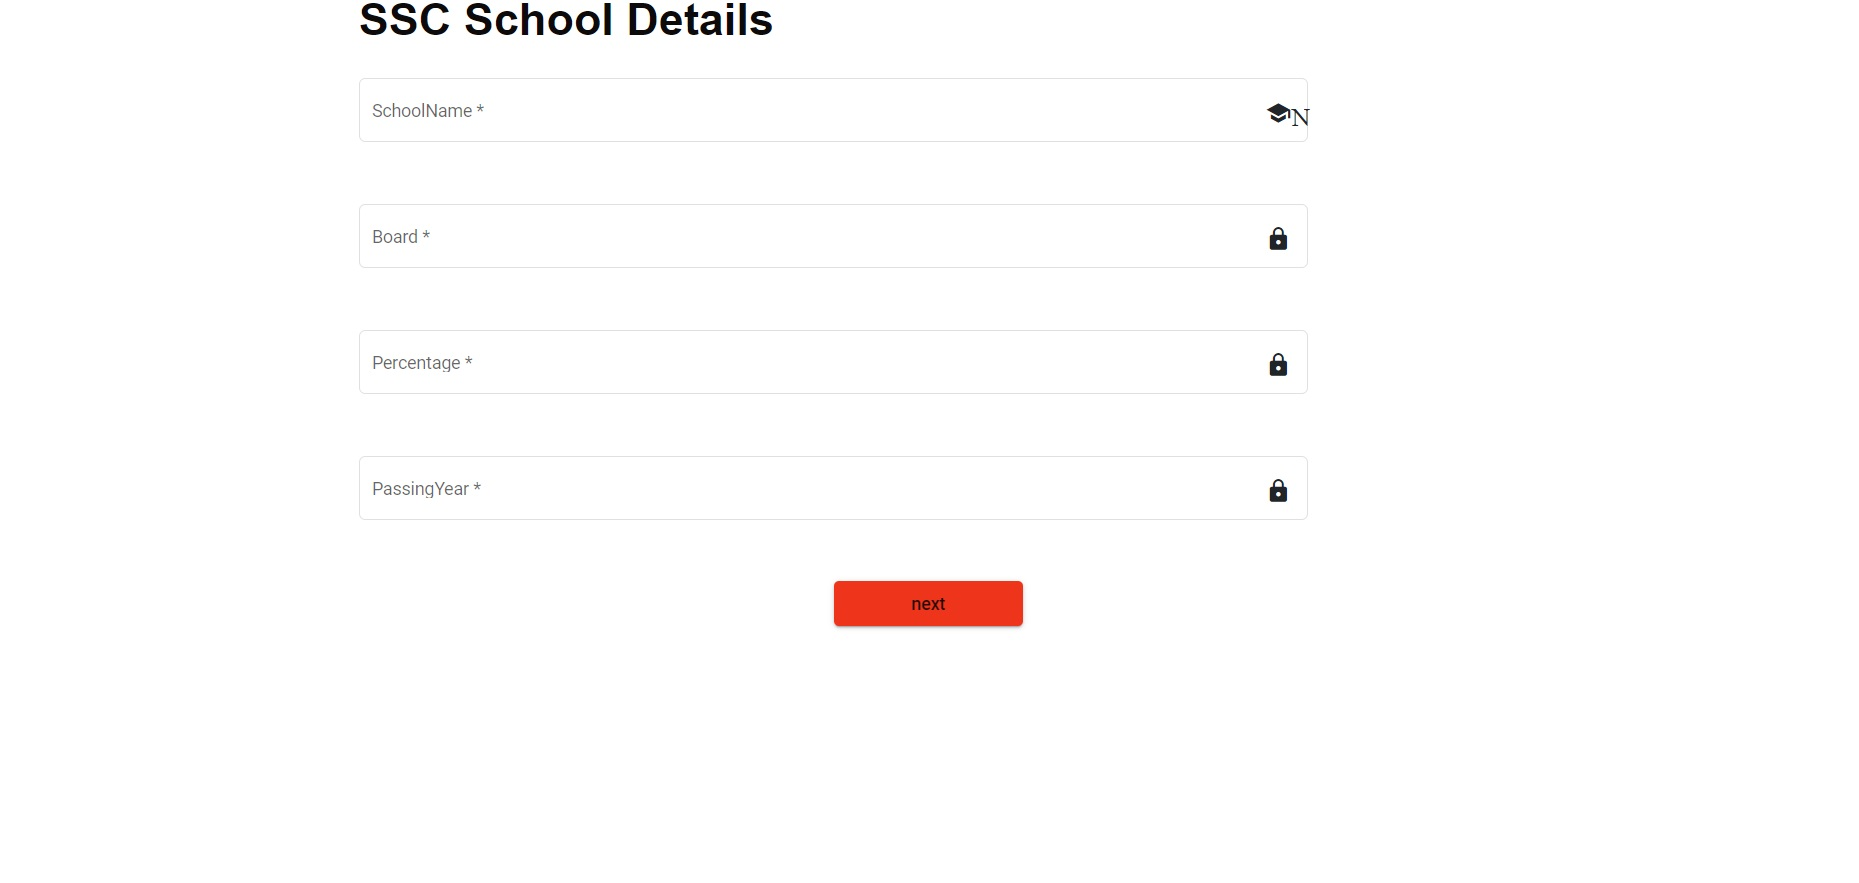 SSC School Details
SchoolName *
N
Board *
Percentage *
PassingYear *
next